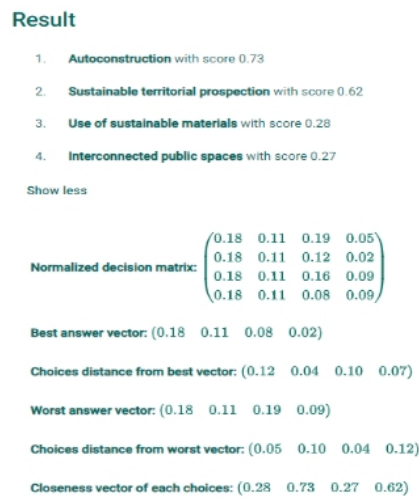 Result
1. Autoconstruction with score 0.73
2. Sustainable territorial prospection with score 0.62
3. Use of sustainable materials with score 0.28
4. Interconnected public spaces with score 0.27
Show less
0.18 0.11 0.19 0.05
0.18 0.11 0.12 0.02
Normalized decision matrix:
0.18 0.11 0.16 0.09
0.18 0.11 0.08 0.09
Best answer vector: (0.18 0.11 0.08 0.02)
Choices distance from best vector: (0.12 0.04 0.10 0.07)
Worst answer vector: (0.18 0.11 0.19 0.09)
Choices distance from worst vector: (0.05 0.10 0.04 0.12)
Closeness vector of each choices: (0.28 0.73 0.27 0.62)